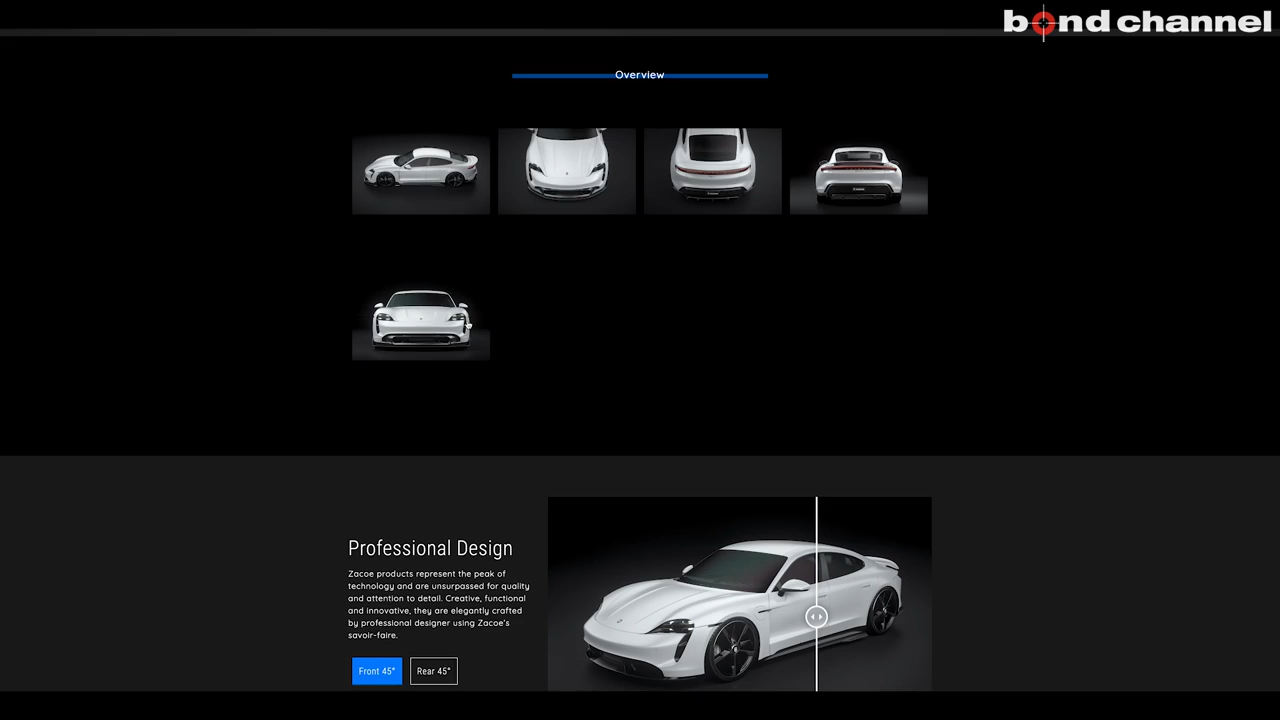 bond channel
Overview
Professional Design
Zacoe products represent the peak of
technology and are unsurpassed for quality
and attention to detail. Creative, functional
and innovative, they are elegantly crafted
by professional designer using Zacoe's
savoir-faire.
Front 45°
Rear 45°